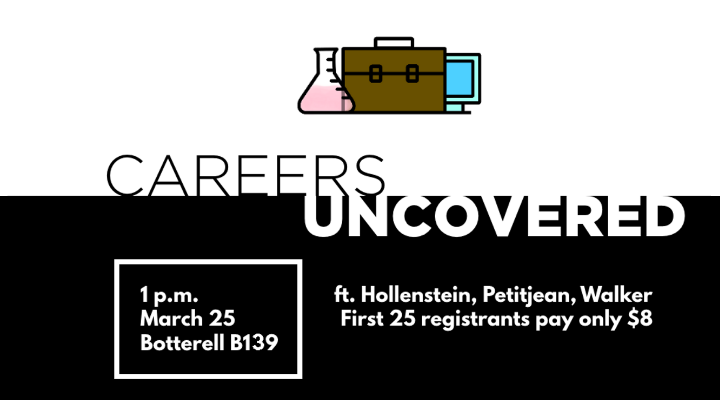 CAREERS
UNCOVERED
1 p.m.
March 25
Botterell B139
ft. Hollenstein, Petitjean, Walker
First 25 registrants pay only $8